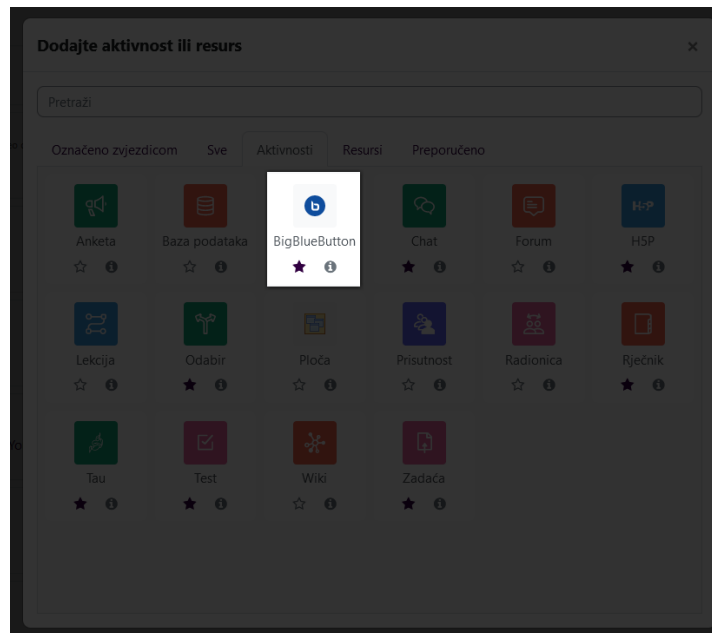 Dodajte aktivnost ili resurs ×
Pretraži
Označeno zvjezdicom Sve Aktivnosti Resursi Preporučeno
Anketa Baza podataka BigBlueButton Chat Forum H5P
Lekcija Odabir Ploča Prisutnost Radionica Rječnik
Tau Test Wiki Zadaća